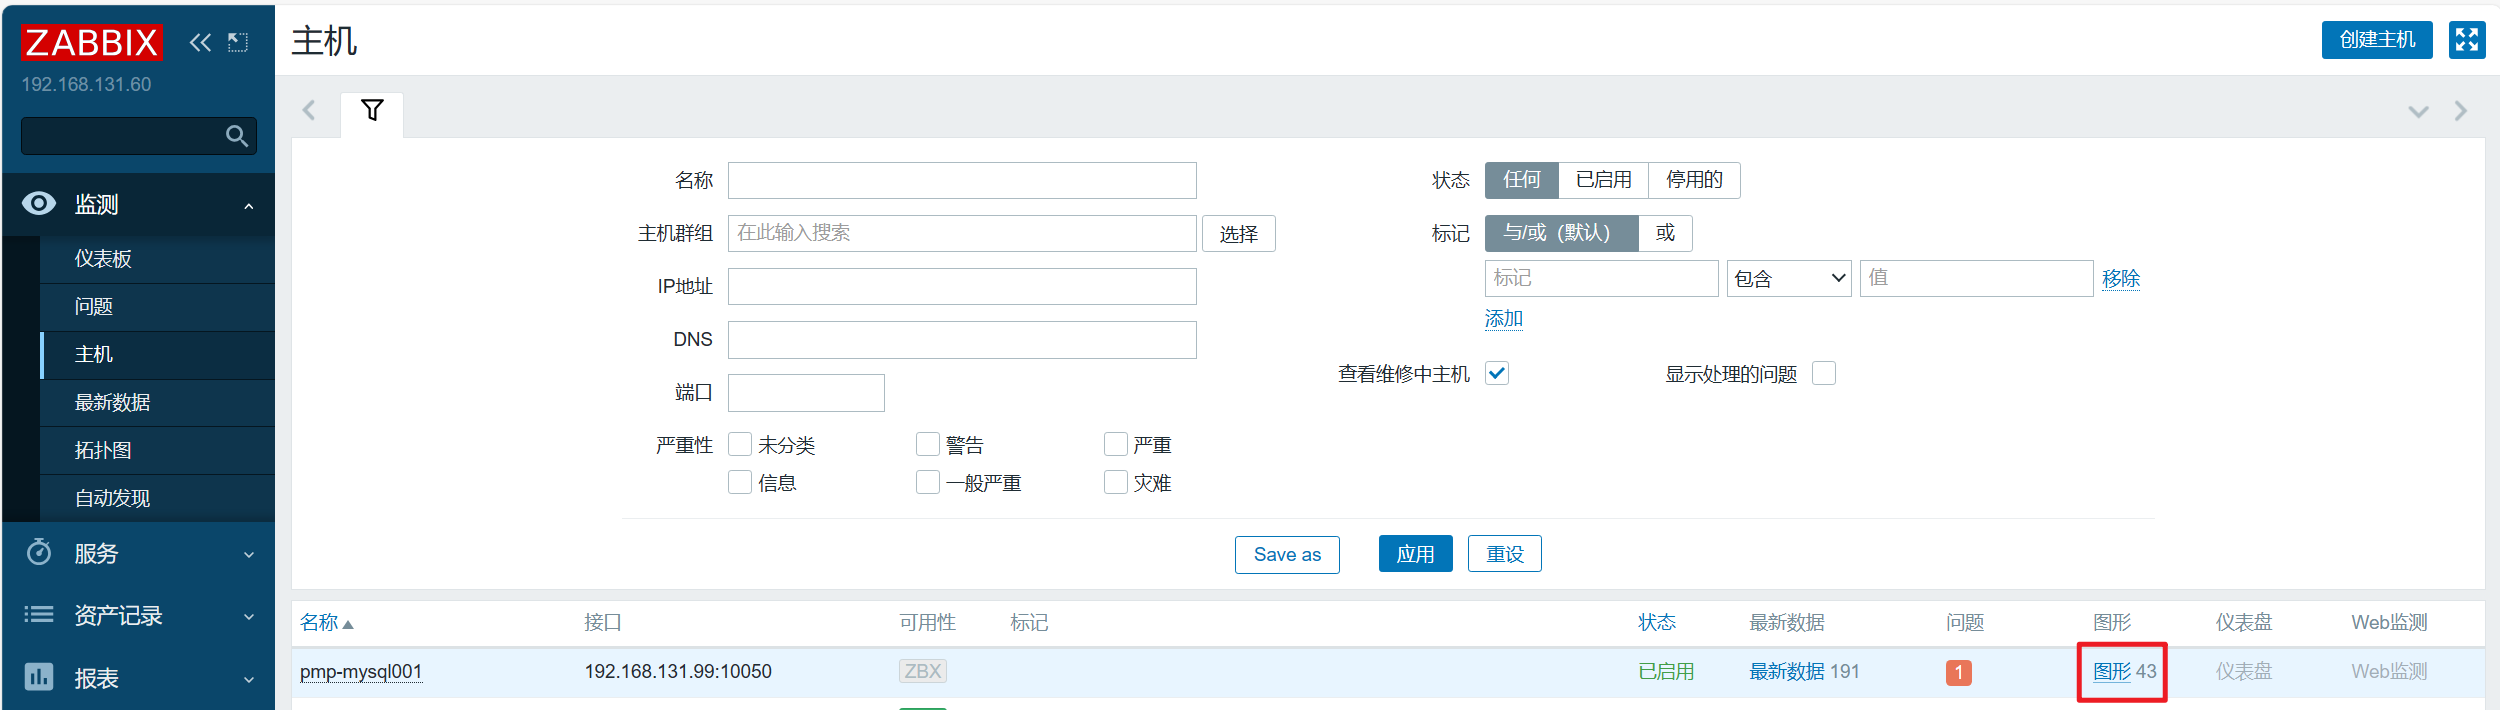 ZABBIX
192.168.131.60
监测
仪表板
问题
主机
最新数据
拓扑图
自动发现
服务
资产记录
报表
主机
创建主机
名称
主机群组 在此输入搜索 选择
IP地址
DNS
端口
严重性 未分类 警告 严重
信息 一般严重 灾难
状态 任何 已启用 停用的
标记 与/或（默认） 或
标记 包含 值 移除
添加
查看维修中主机 显示处理的问题
Save as 应用 重设
名称 接口 可用性 标记 状态 最新数据 问题 图形 仪表盘 Web监测
pmp-mysql001 192.168.131.99:10050 ZBX 已启用 最新数据 191 1 图形 43 仪表盘 Web监测